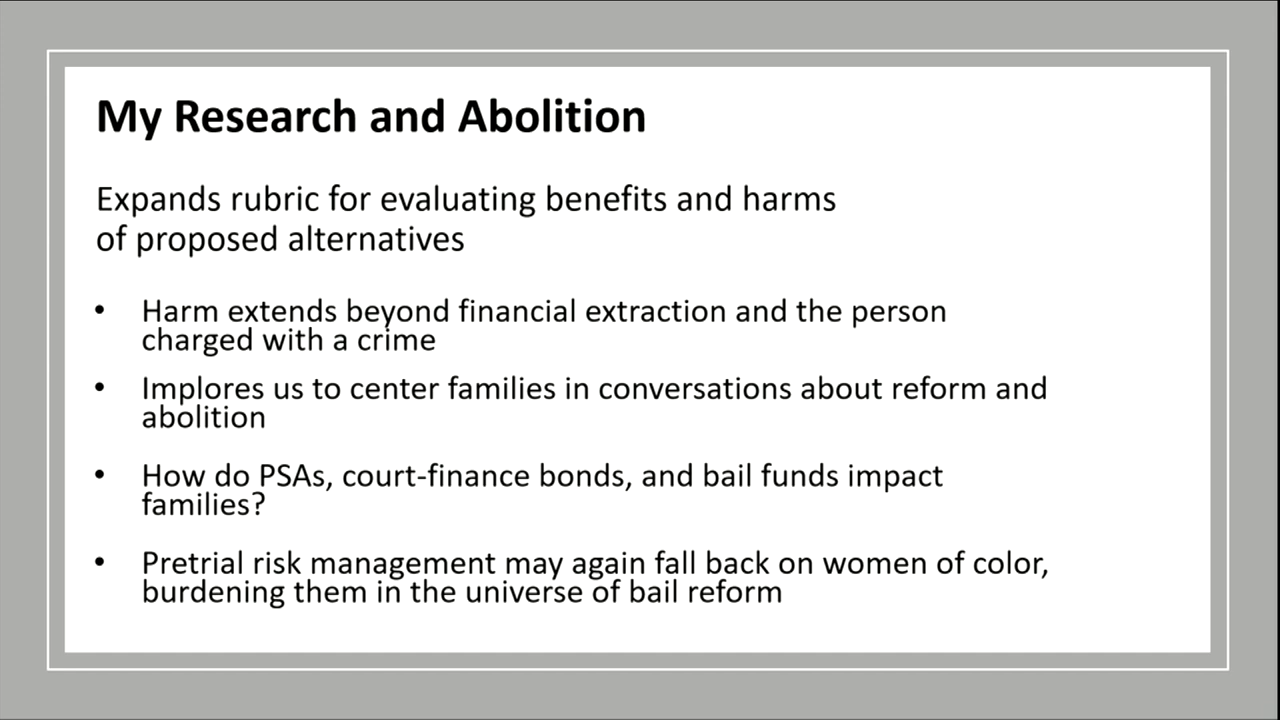 My Research and Abolition
Expands rubric for evaluating benefits and harms
of proposed alternatives
• Harm extends beyond financial extraction and the person
charged with a crime
• Implores us to center families in conversations about reform and
abolition
• How do PSAs, court-finance bonds, and bail funds impact
families?
• Pretrial risk management may again fall back on women of color,
burdening them in the universe of bail reform